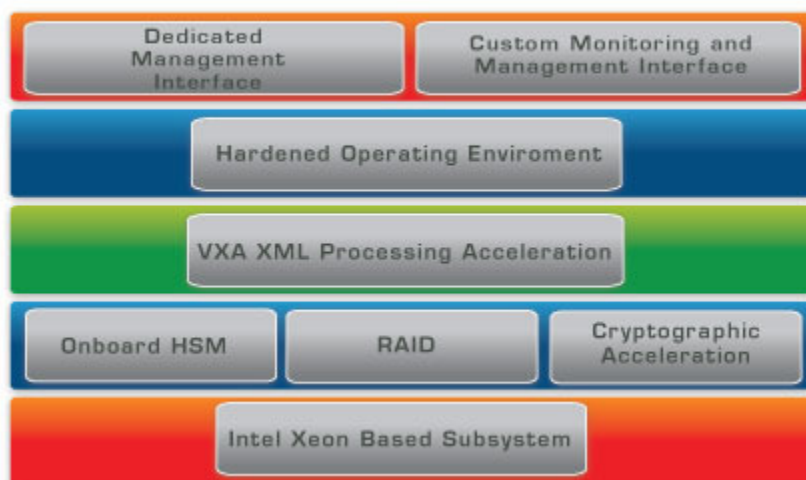 Dedicated
Management
Interface
Custom Monitoring and
Management Interface
Hardened Operating Enviroment
VXA XML Processing Acceleration
Onboard HSM
RAID
Cryptographic
Acceleration
Intel Xeon Based Subsystem